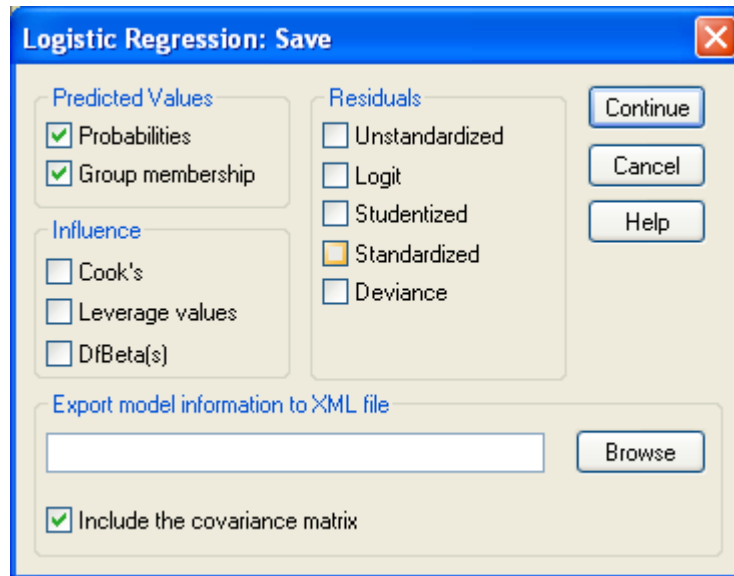 Logistic Regression: Save
Predicted Values
Probabilities
Group membership
Influence
Cook's
Leverage values
DfBeta(s)
Residuals
Unstandardized
Logit
Studentized
Standardized
Deviance
Continue
Cancel
Help
Export model information to XML file
Browse
Include the covariance matrix